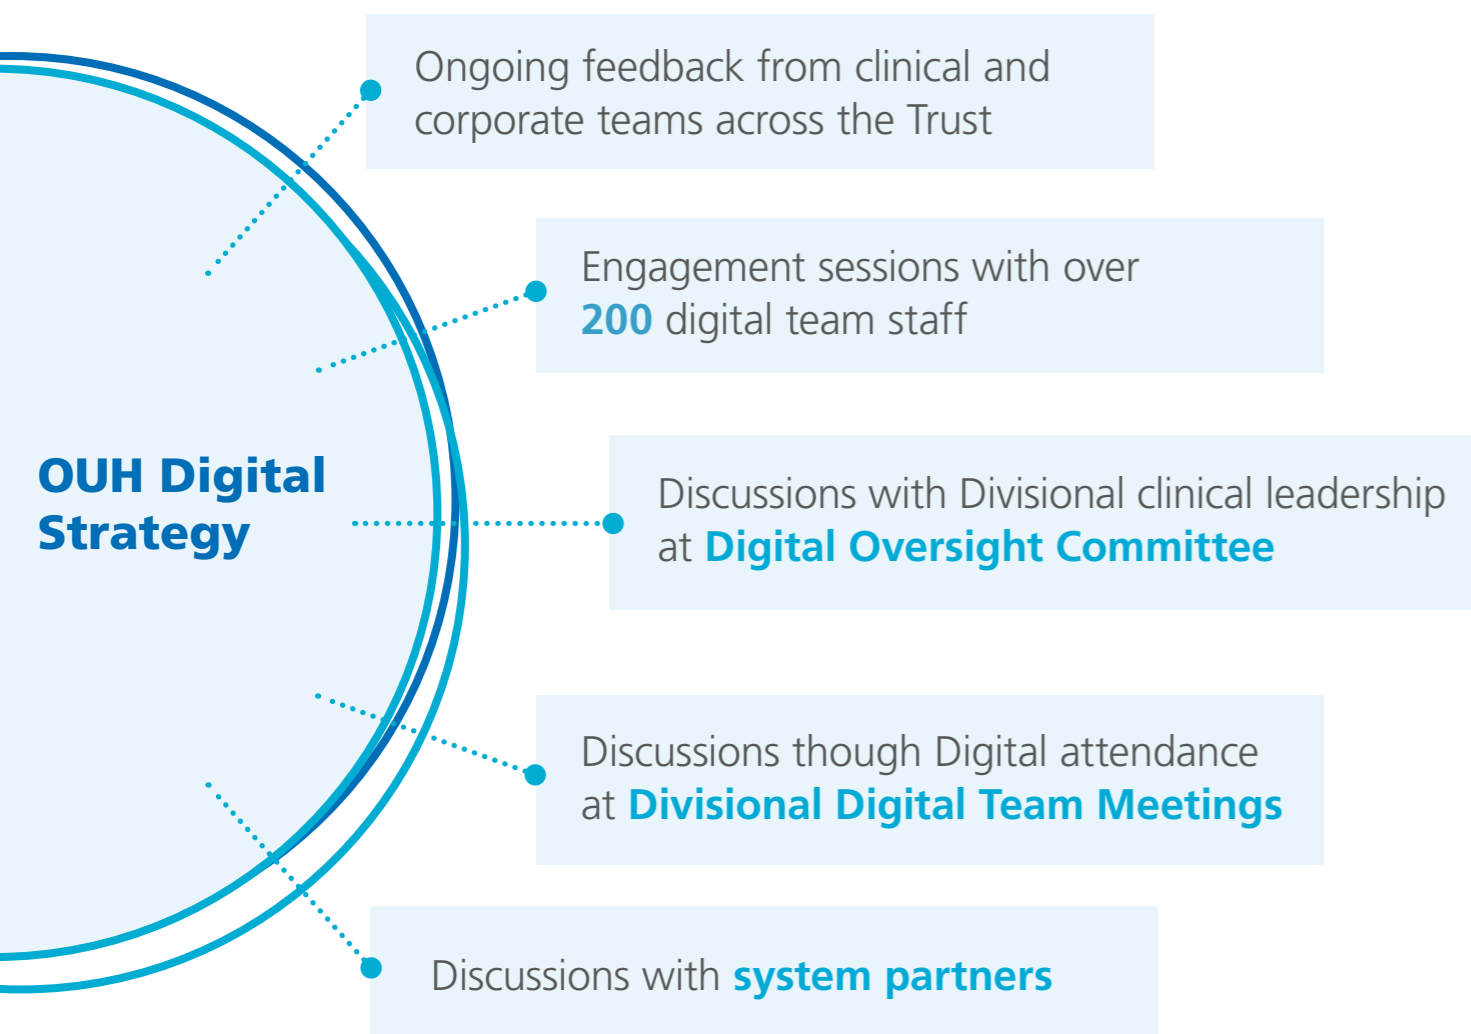 Ongoing feedback from clinical and
corporate teams across the Trust
Engagement sessions with over
200 digital team staff
OUH Digital
Strategy
Discussions with Divisional clinical leadership
at Digital Oversight Committee
Discussions though Digital attendance
at Divisional Digital Team Meetings
Discussions with system partners